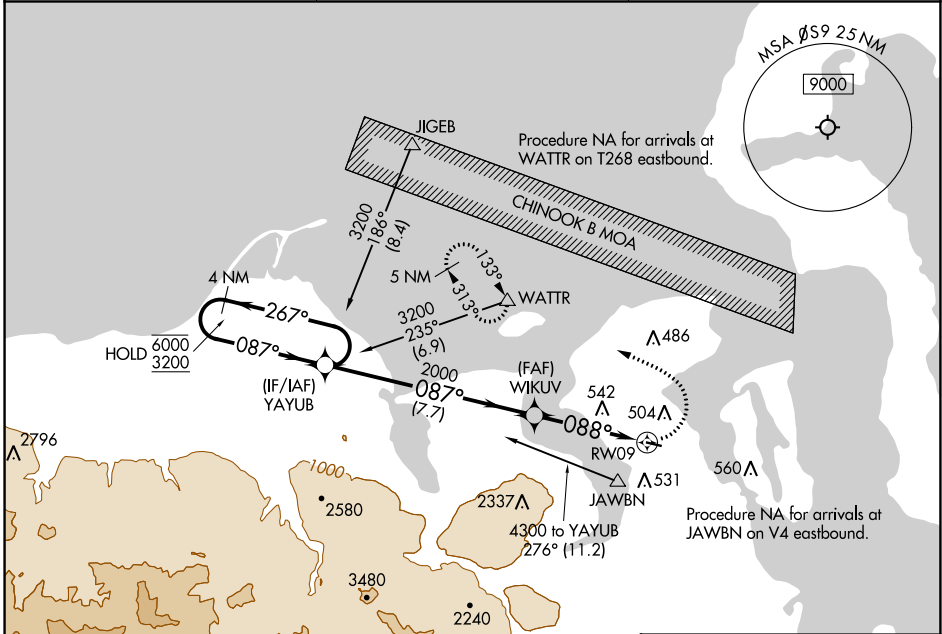 MSA ØS9 25 NM
9000
JIGEB
Procedure NA for arrivals at
WATTR on T268 eastbound.
CHINOOK B MOA
3200
186°
(8.4)
4 NM
5 NM
133°
313°
WATTR
267°
3200
235°
(6.9)
HOLD 6000
3200
087°
(IF/IAF)
YAYUB
2000
087°
(7.7)
(FAF)
WIKUV
486
542
504
088°
RW09
2796
1000
2580
2337
JAWBN
531
560
4300 to YAYUB
276° (11.2)
Procedure NA for arrivals at
JAWBN on V4 eastbound.
3480
2240